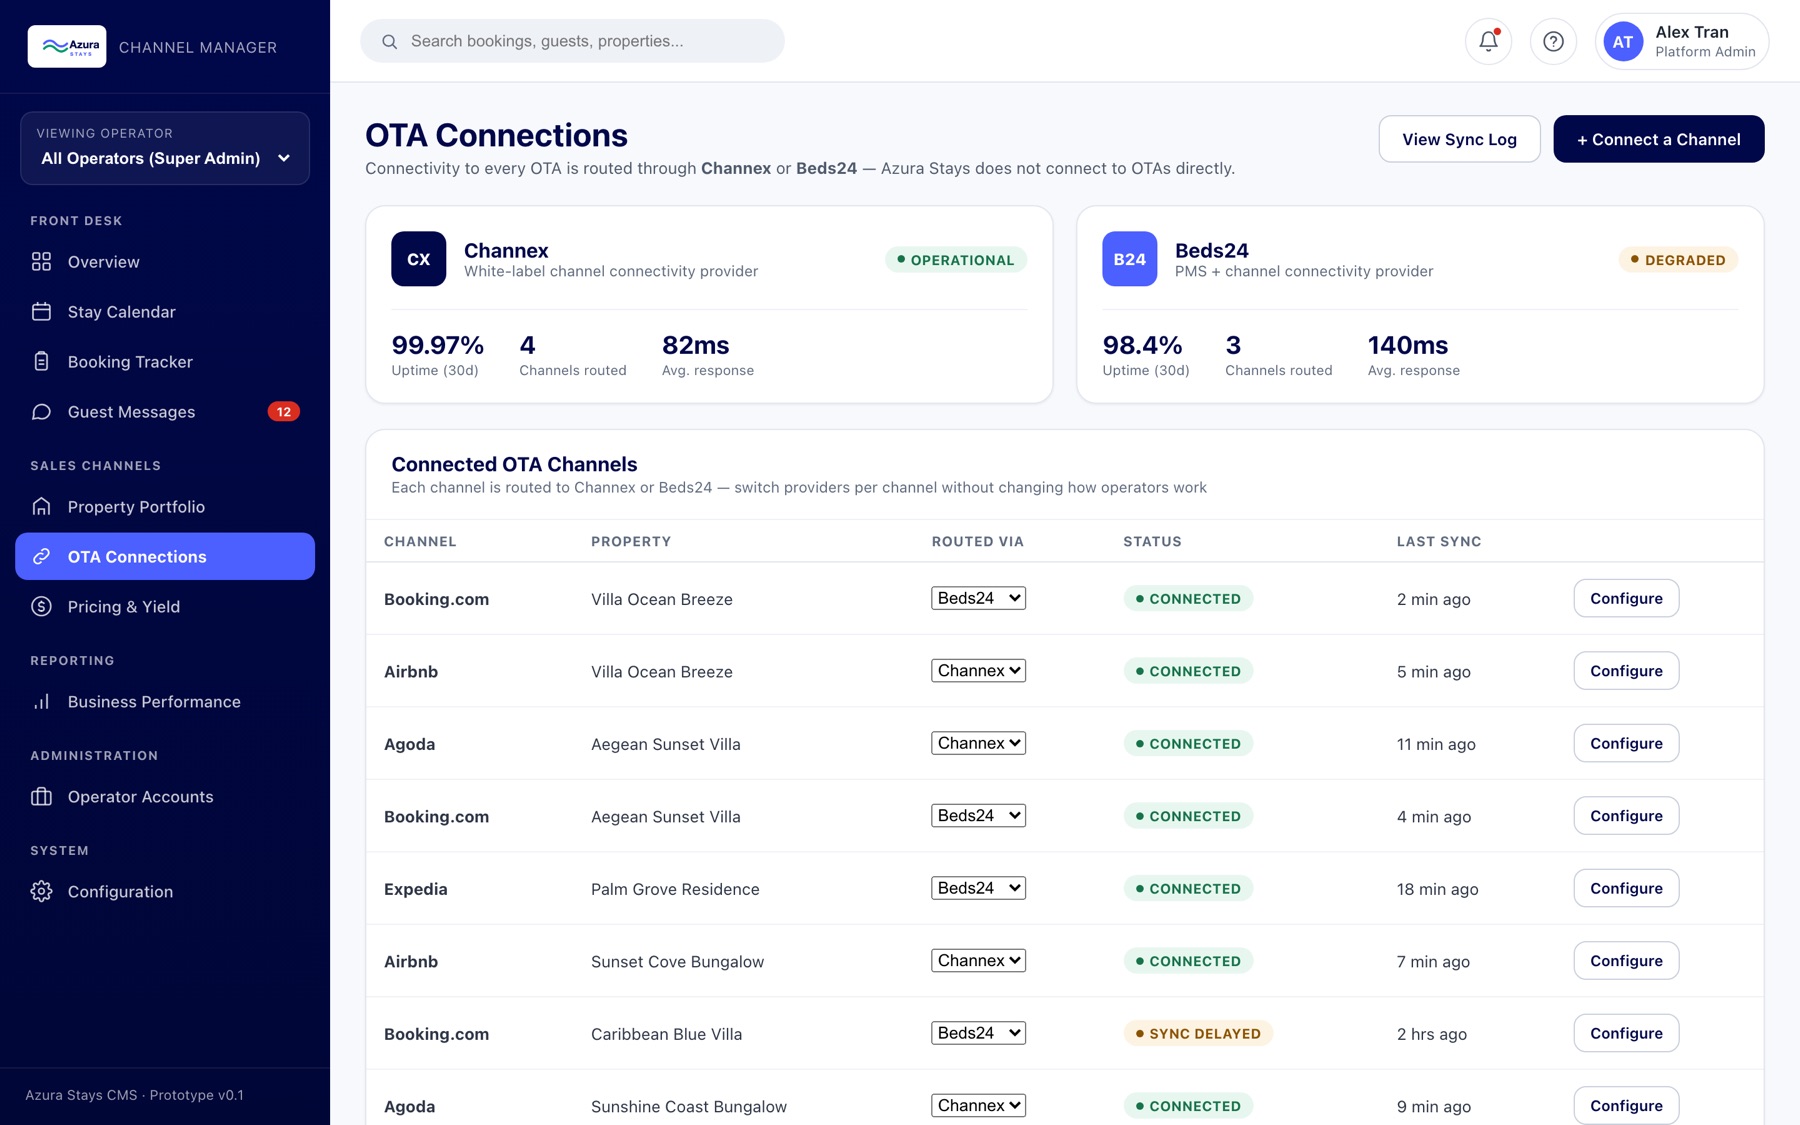 Azura
STAYS
CHANNEL MANAGER
VIEWING OPERATOR
All Operators (Super Admin)
FRONT DESK
Overview
Stay Calendar
Booking Tracker
Guest Messages 12
SALES CHANNELS
Property Portfolio
OTA Connections
Pricing & Yield
REPORTING
Business Performance
ADMINISTRATION
Operator Accounts
SYSTEM
Configuration
Azura Stays CMS · Prototype v0.1
Search bookings, guests, properties...
AT
Alex Tran
Platform Admin
OTA Connections
Connectivity to every OTA is routed through Channex or Beds24 — Azura Stays does not connect to OTAs directly.
View Sync Log
+ Connect a Channel
CX
Channex
White-label channel connectivity provider
OPERATIONAL
99.97% 4 82ms
Uptime (30d) Channels routed Avg. response
B24
Beds24
PMS + channel connectivity provider
DEGRADED
98.4% 3 140ms
Uptime (30d) Channels routed Avg. response
Connected OTA Channels
Each channel is routed to Channex or Beds24 — switch providers per channel without changing how operators work
CHANNEL PROPERTY ROUTED VIA STATUS LAST SYNC
Booking.com Villa Ocean Breeze Beds24 CONNECTED 2 min ago Configure
Airbnb Villa Ocean Breeze Channex CONNECTED 5 min ago Configure
Agoda Aegean Sunset Villa Channex CONNECTED 11 min ago Configure
Booking.com Aegean Sunset Villa Beds24 CONNECTED 4 min ago Configure
Expedia Palm Grove Residence Beds24 CONNECTED 18 min ago Configure
Airbnb Sunset Cove Bungalow Channex CONNECTED 7 min ago Configure
Booking.com Caribbean Blue Villa Beds24 SYNC DELAYED 2 hrs ago Configure
Agoda Sunshine Coast Bungalow Channex CONNECTED 9 min ago Configure